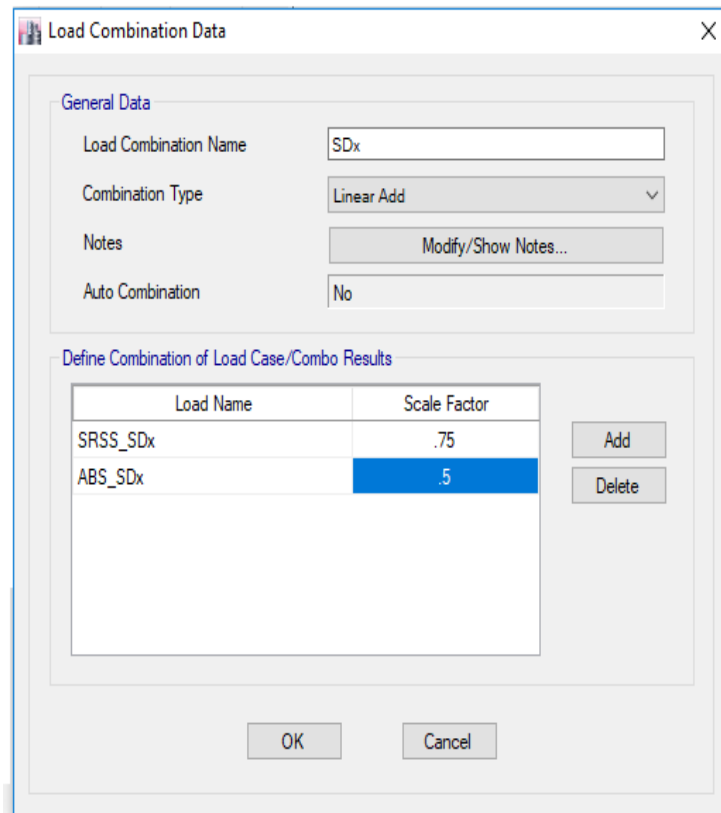 Load Combination Data
General Data
Load Combination Name SDx
Combination Type Linear Add
Notes Modify/Show Notes...
Auto Combination No
Define Combination of Load Case/Combo Results
Load Name Scale Factor
SRSS_SDx .75 Add
ABS_SDx .5 Delete
OK Cancel